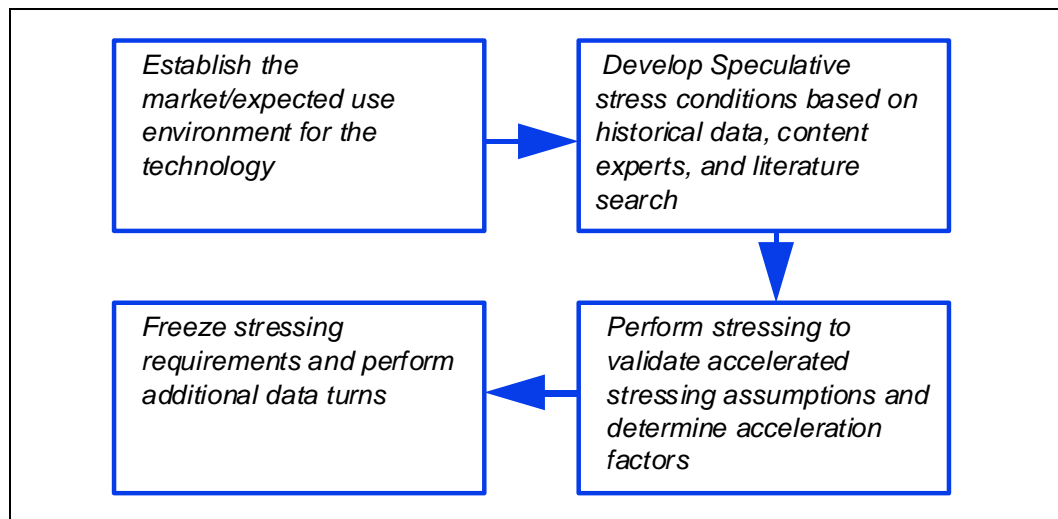 Establish the
market/expected use
environment for the
technology
Develop Speculative
stress conditions based on
historical data, content
experts, and literature
search
Perform stressing to
validate accelerated
stressing assumptions and
determine acceleration
factors
Freeze stressing
requirements and perform
additional data turns